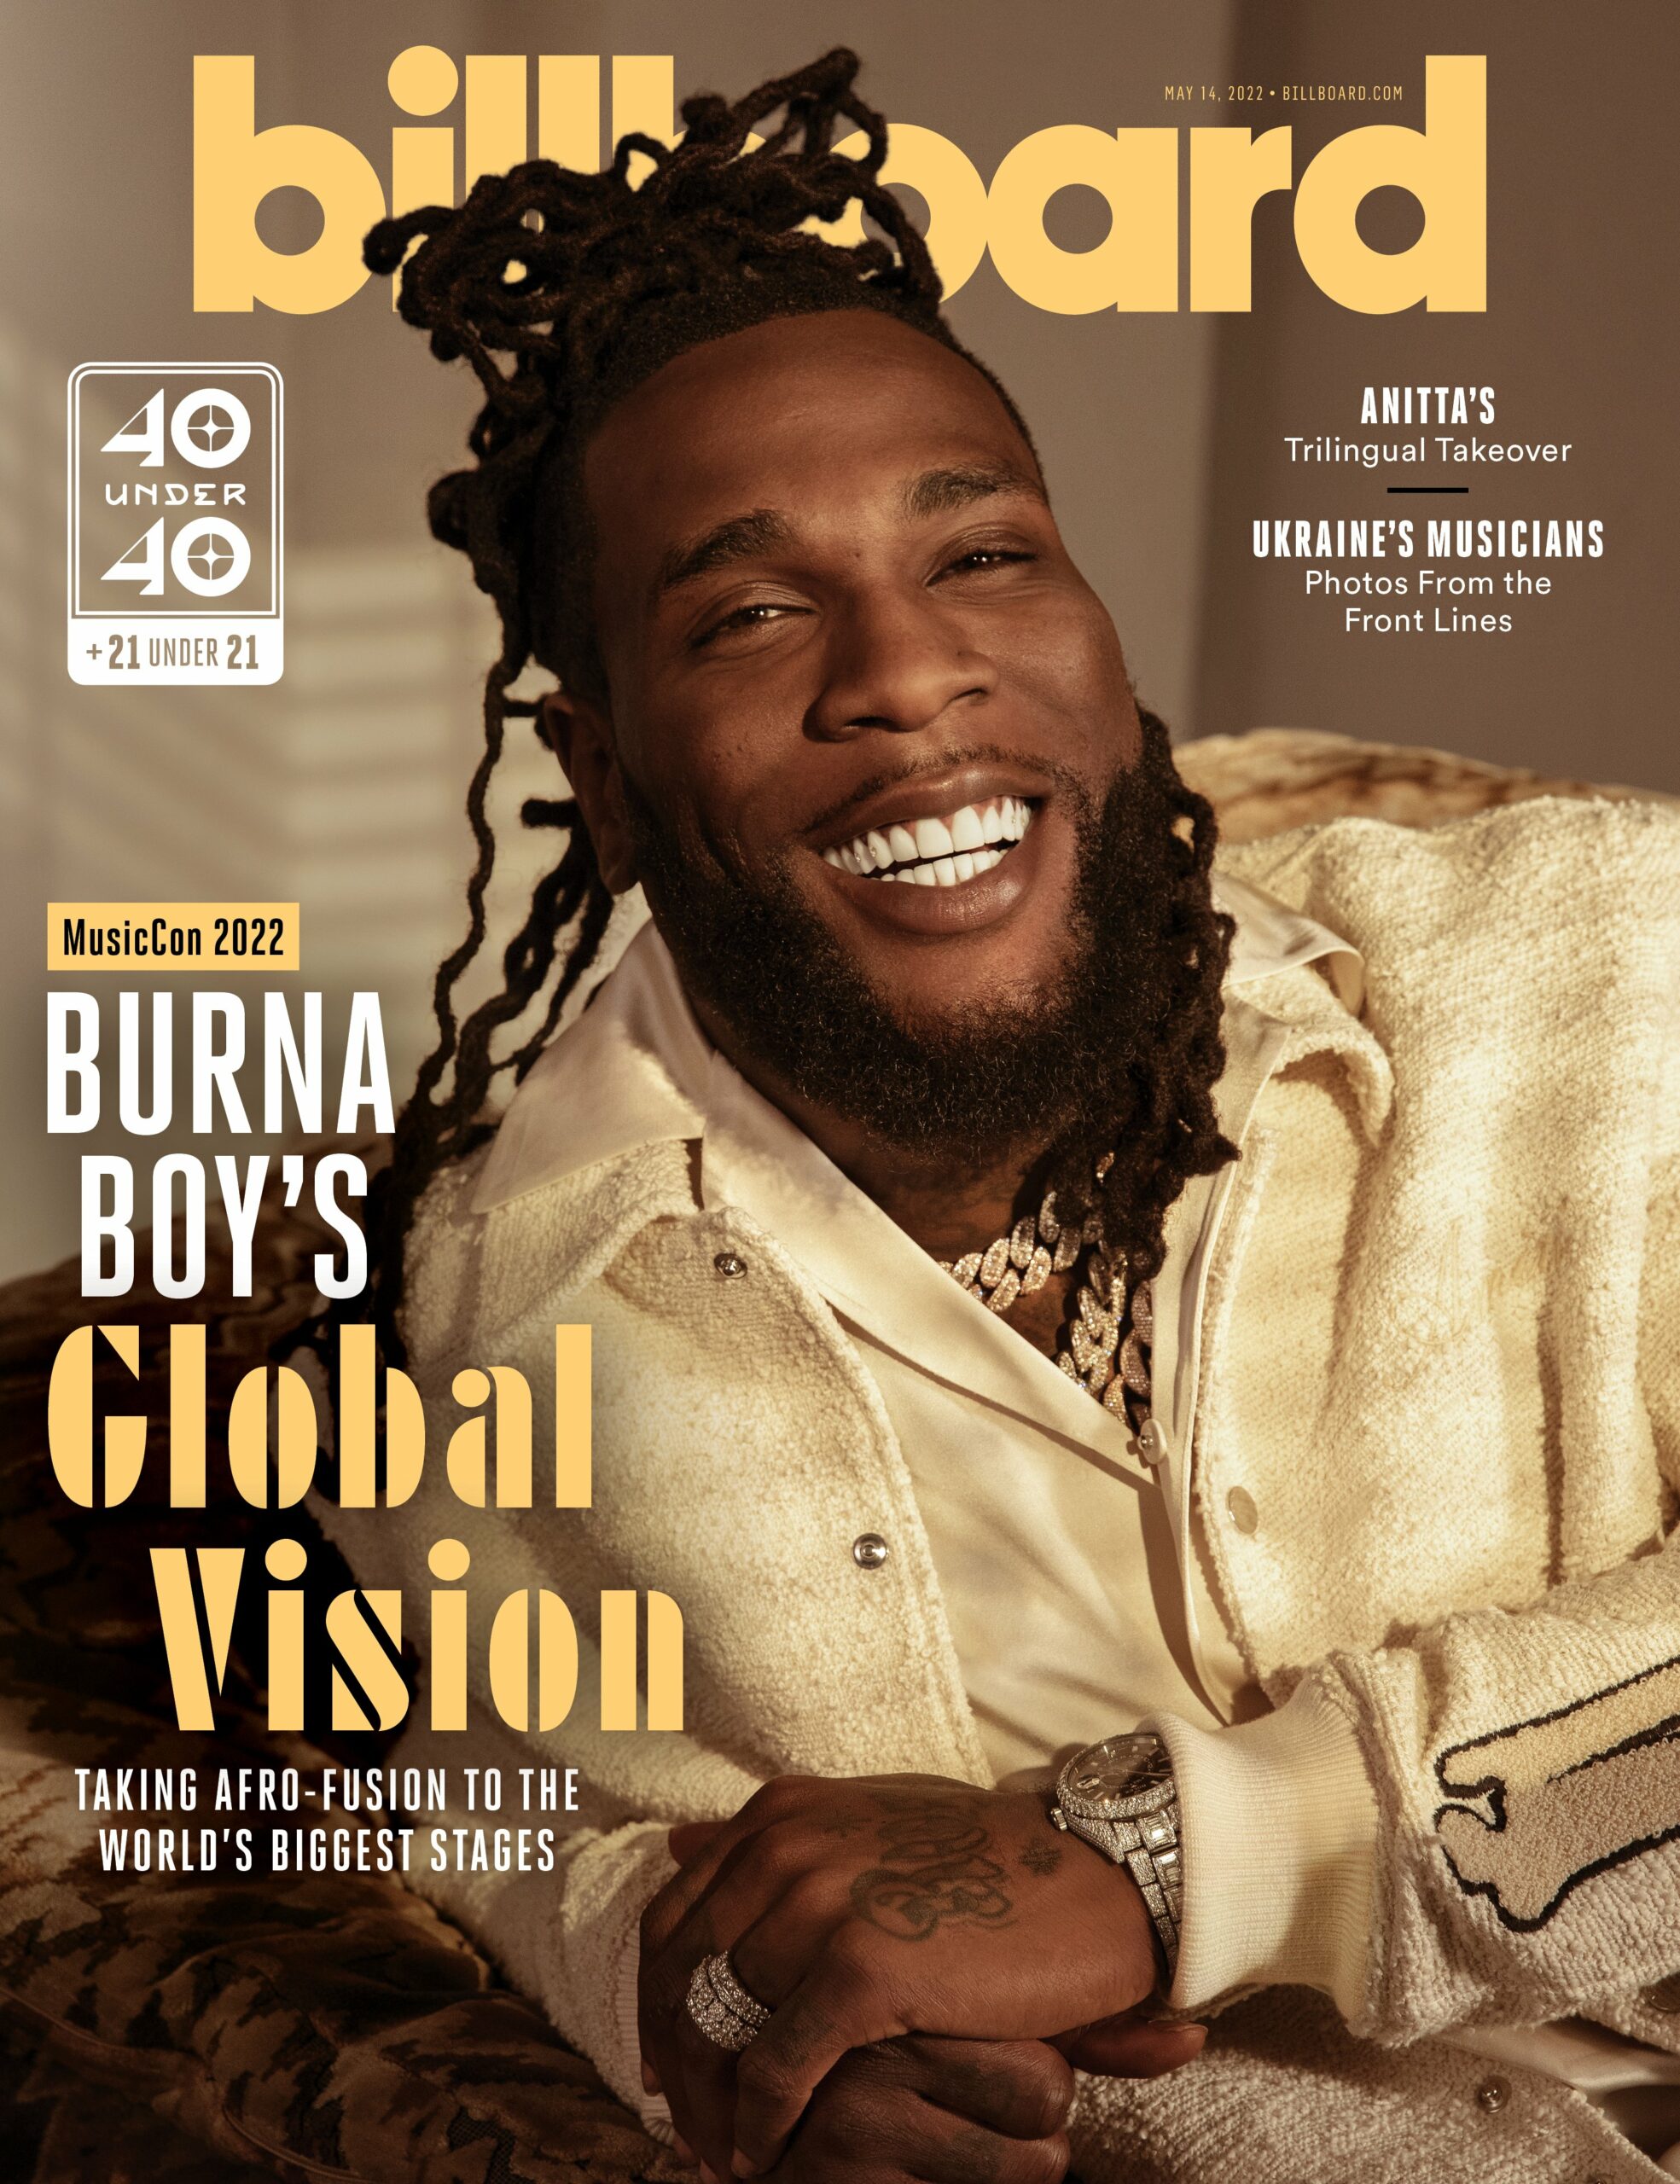 billboard
MAY 14, 2022 • BILLBOARD.COM
40
UNDER
40
+ 21 UNDER 21
ANITTA'S
Trilingual Takeover
UKRAINE'S MUSICIANS
Photos From the
Front Lines
MusicCon 2022
BURNA
BOY'S
Global
Vision
TAKING AFRO-FUSION TO THE
WORLD'S BIGGEST STAGES